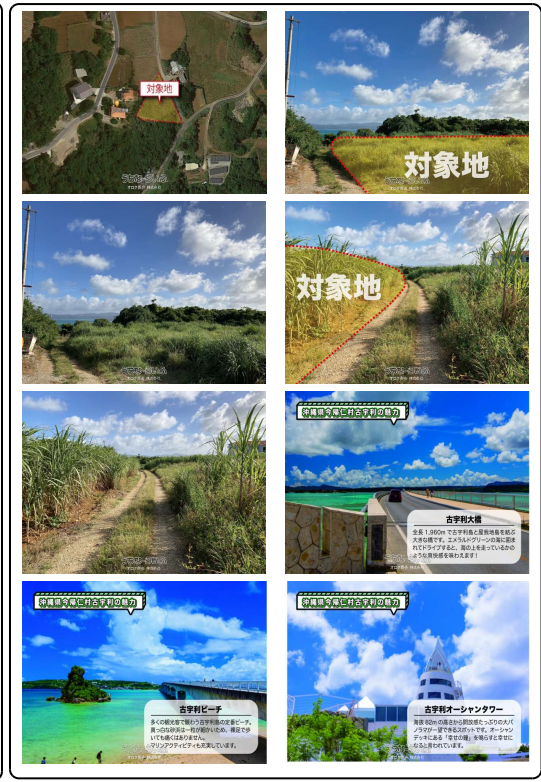 対象地
対象地
対象地
沖縄県今帰仁村古宇利の魅力
古宇利大橋
全長1,960mで古宇利島と屋我地島を結ぶ
大きな橋です。エメラルドグリーンの海に囲ま
れてドライブすると、海の上を走っているかの
ような爽快感を味わえます！
沖縄県今帰仁村古宇利の魅力
古宇利ビーチ
多くの観光客で賑わう古宇利島の定番ビーチ。
真っ白な砂浜は一粒が細かいため、裸足で歩
いても痛くはありません。
マリンアクティビティも充実しています。
沖縄県今帰仁村古宇利の魅力
古宇利オーシャンタワー
海抜82mの高さから開放感たっぷりの大パ
ノラマが一望できるスポットです。オーシャン
デッキにある「幸せの鐘」を鳴らすと幸せに
なると言われています。